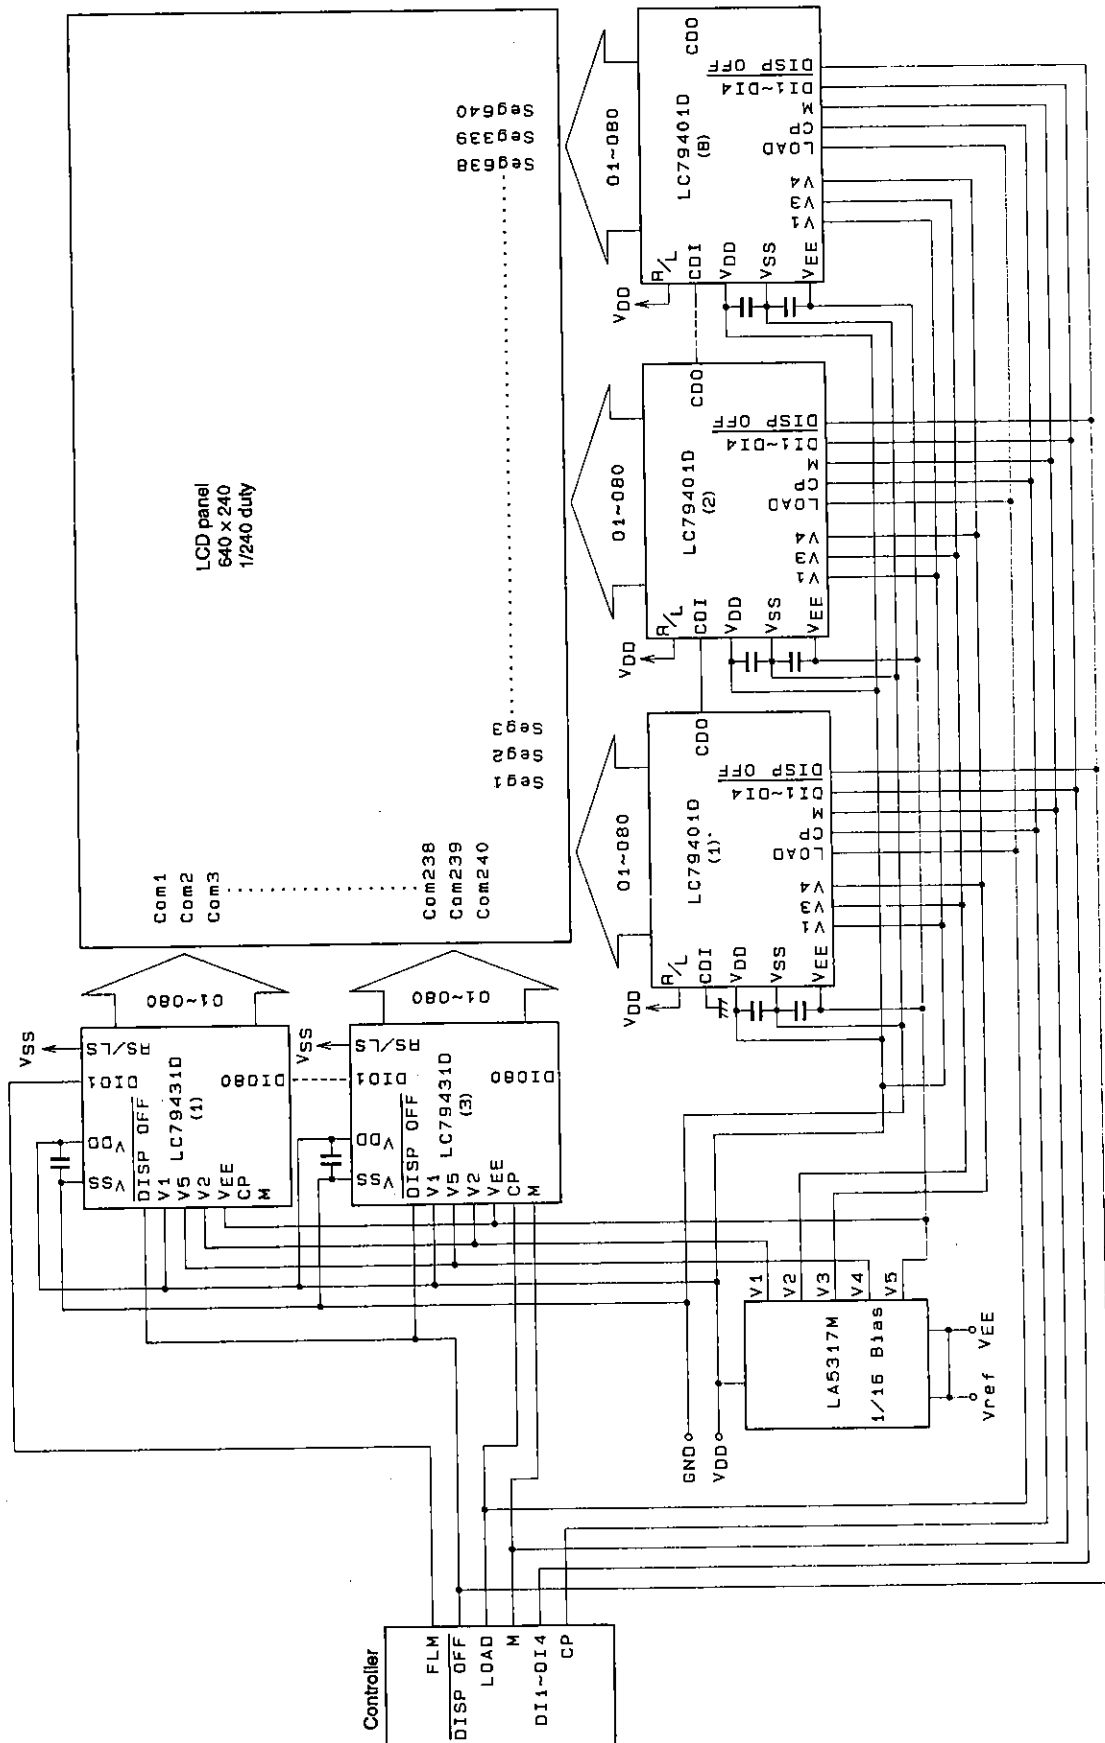 LCD panel
640 x 240
1/240 duty
Com1
Com2
Com3
Com238
Com239
Com240
Seg1
Seg2
Seg3
Seg638
Seg339
Seg640
VSS
RS/LS
DIO1
DIO80
VDD
VSS
LC79431D
(1)
DISP OFF
V1
V5
V2
VEE
CP
M
O1~O80
VSS
RS/LS
DIO1
DIO80
VDD
VSS
LC79431D
(3)
DISP OFF
V1
V5
V2
VEE
CP
M
O1~O80
O1~O80
VDD
R/L
CDI
VDD
VSS
VEE
LC79401D
(1)
CDO
V1
V3
V4
LOAD
CP
M
DI1~DI4
DISP OFF
O1~O80
VDD
R/L
CDI
VDD
VSS
VEE
LC79401D
(2)
CDO
V1
V3
V4
LOAD
CP
M
DI1~DI4
DISP OFF
O1~O80
VDD
R/L
CDI
VDD
VSS
VEE
LC79401D
(8)
CDO
V1
V3
V4
LOAD
CP
M
DI1~DI4
DISP OFF
GND
VDD
LA5317M
1/16 Bias
V1
V2
V3
V4
V5
Vref
VEE
Controller
FLM
DISP OFF
LOAD
M
DI1~DI4
CP